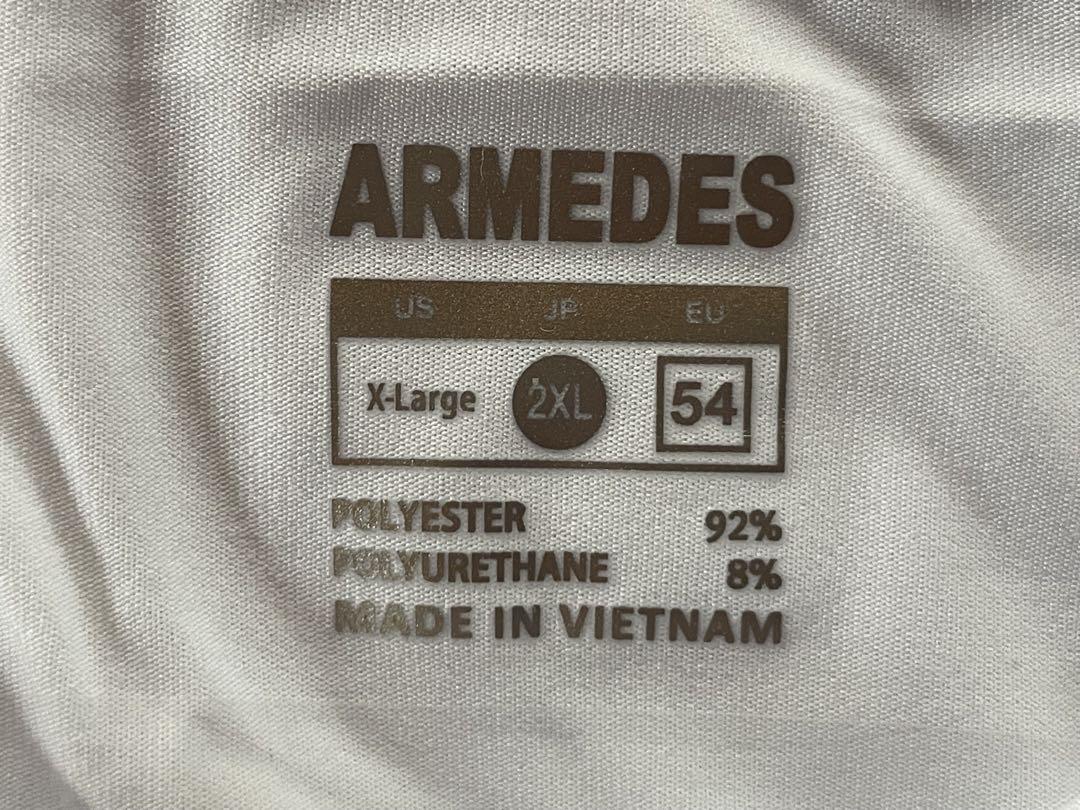 ARMEDES
US JP EU
X-Large 2XL 54
POLYESTER 92%
POLYURETHANE 8%
MADE IN VIETNAM